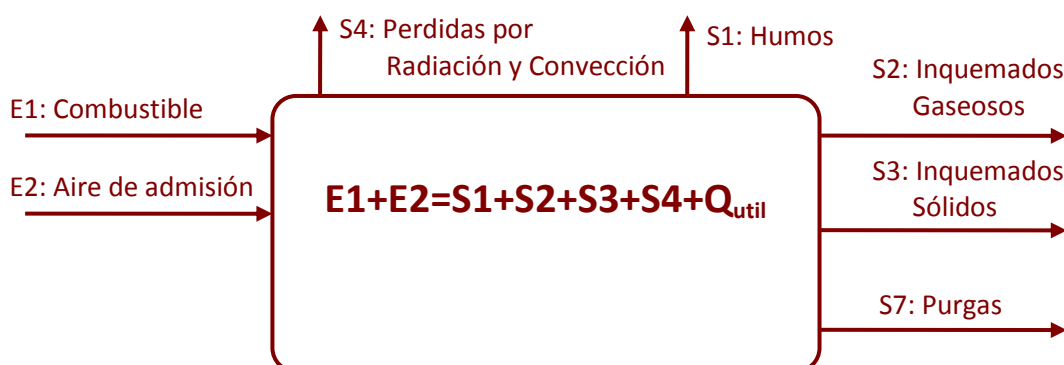 S4: Perdidas por
Radiación y Convección
S1: Humos
S2: Inquemados
Gaseosos
E1: Combustible
E2: Aire de admisión
S3: Inquemados
Sólidos
E1+E2=S1+S2+S3+S4+Qutil
S7: Purgas